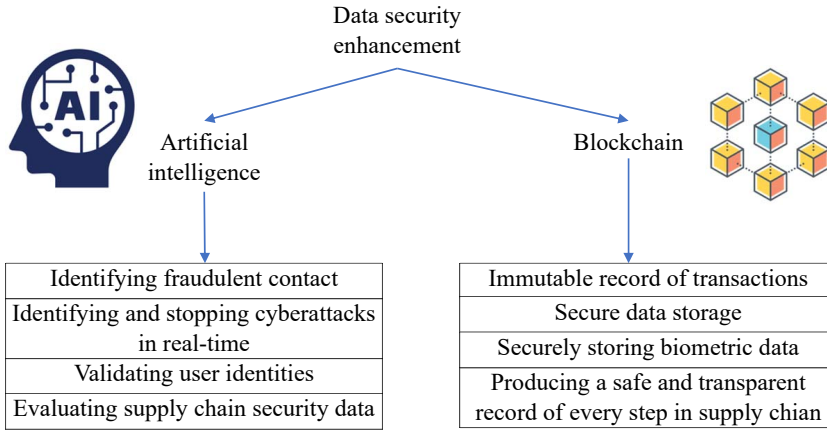 Data security
enhancement
AI
Artificial
intelligence
Blockchain
Identifying fraudulent contact
Identifying and stopping cyberattacks
in real-time
Validating user identities
Evaluating supply chain security data
Immutable record of transactions
Secure data storage
Securely storing biometric data
Producing a safe and transparent
record of every step in supply chian